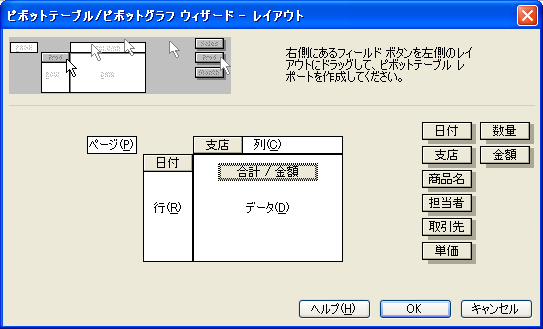 ピボットテーブル/ピボットグラフ ウィザード - レイアウト
右側にあるフィールド ボタンを左側のレイ
アウトにドラッグして、ピボットテーブル レ
ポートを作成してください。
ページ(P)
支店 列(C)
日付
合計 / 金額
行(R)
データ(D)
日付 数量
支店 金額
商品名
担当者
取引先
単価
ヘルプ(H) OK キャンセル